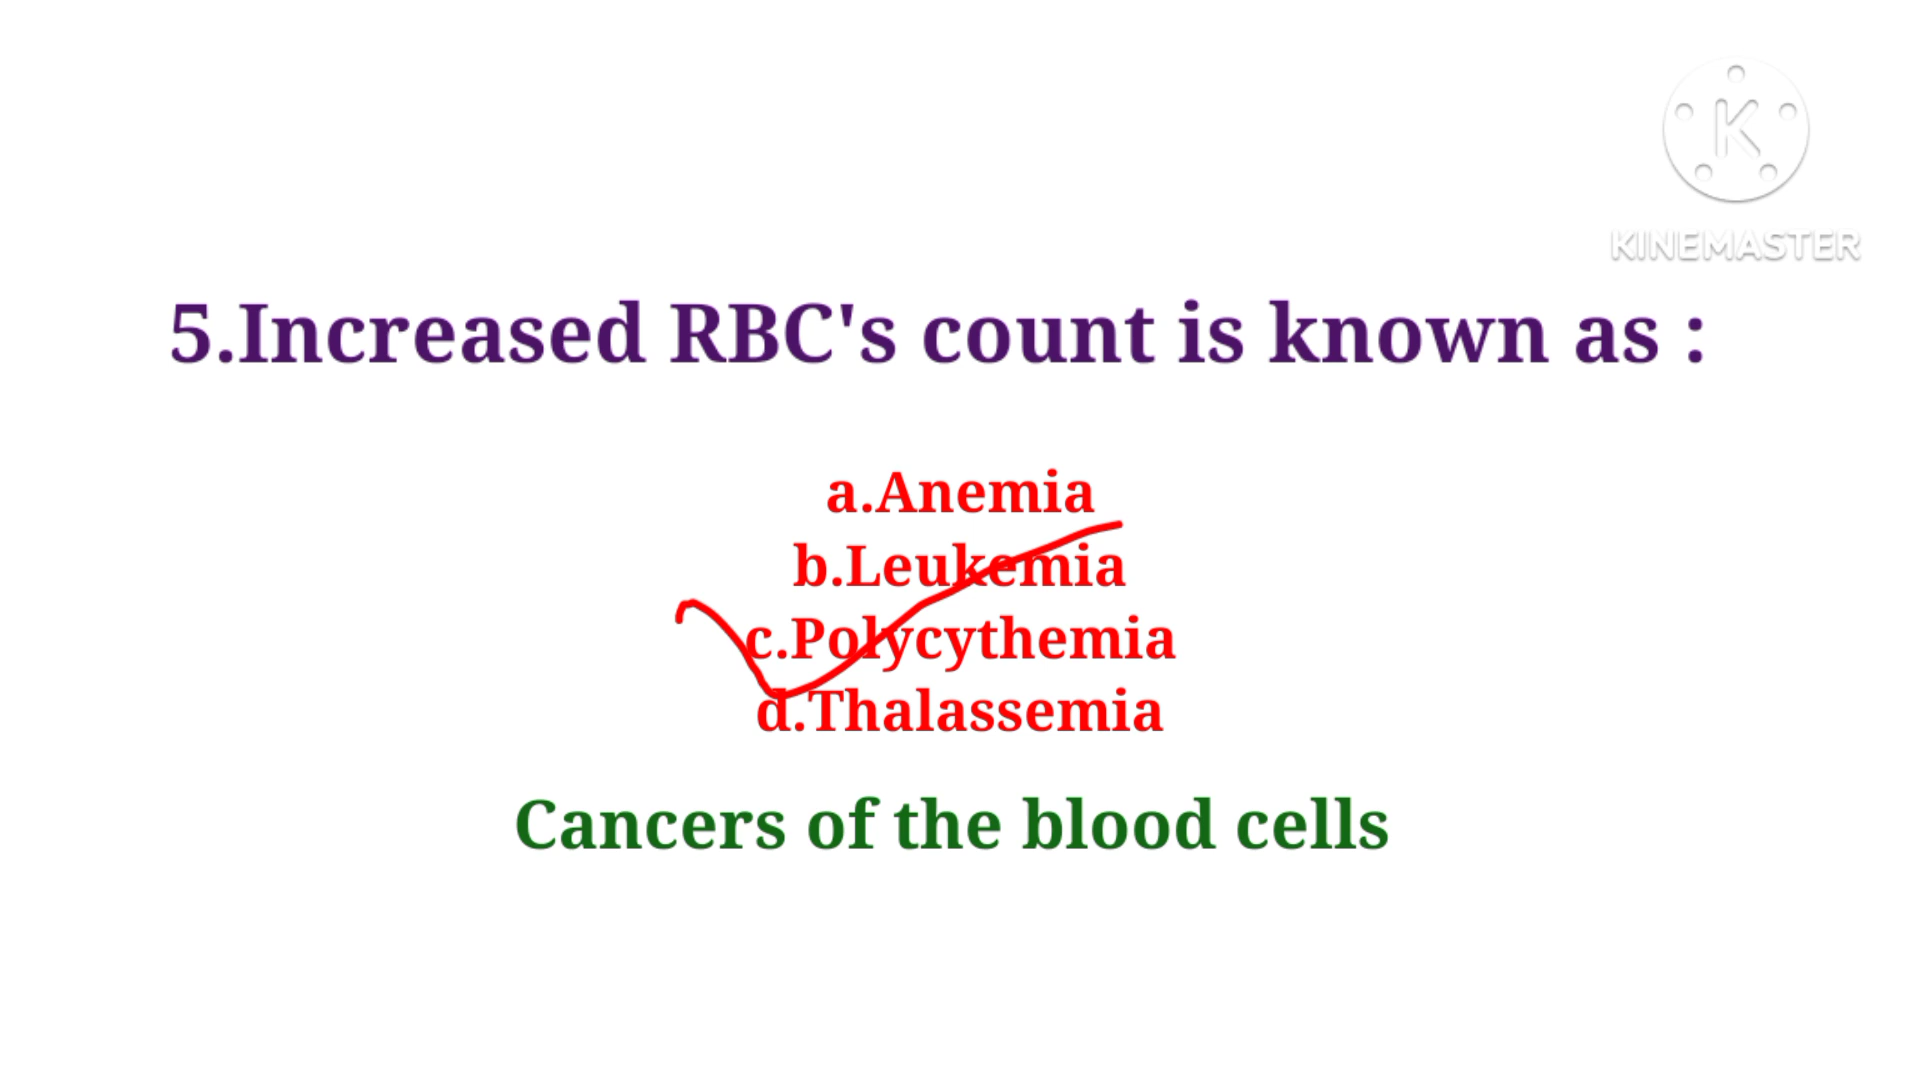 K
KINEMASTER
5.Increased RBC's count is known as :
a.Anemia
b.Leukemia
c.Polycythemia
d.Thalassemia
Cancers of the blood cells